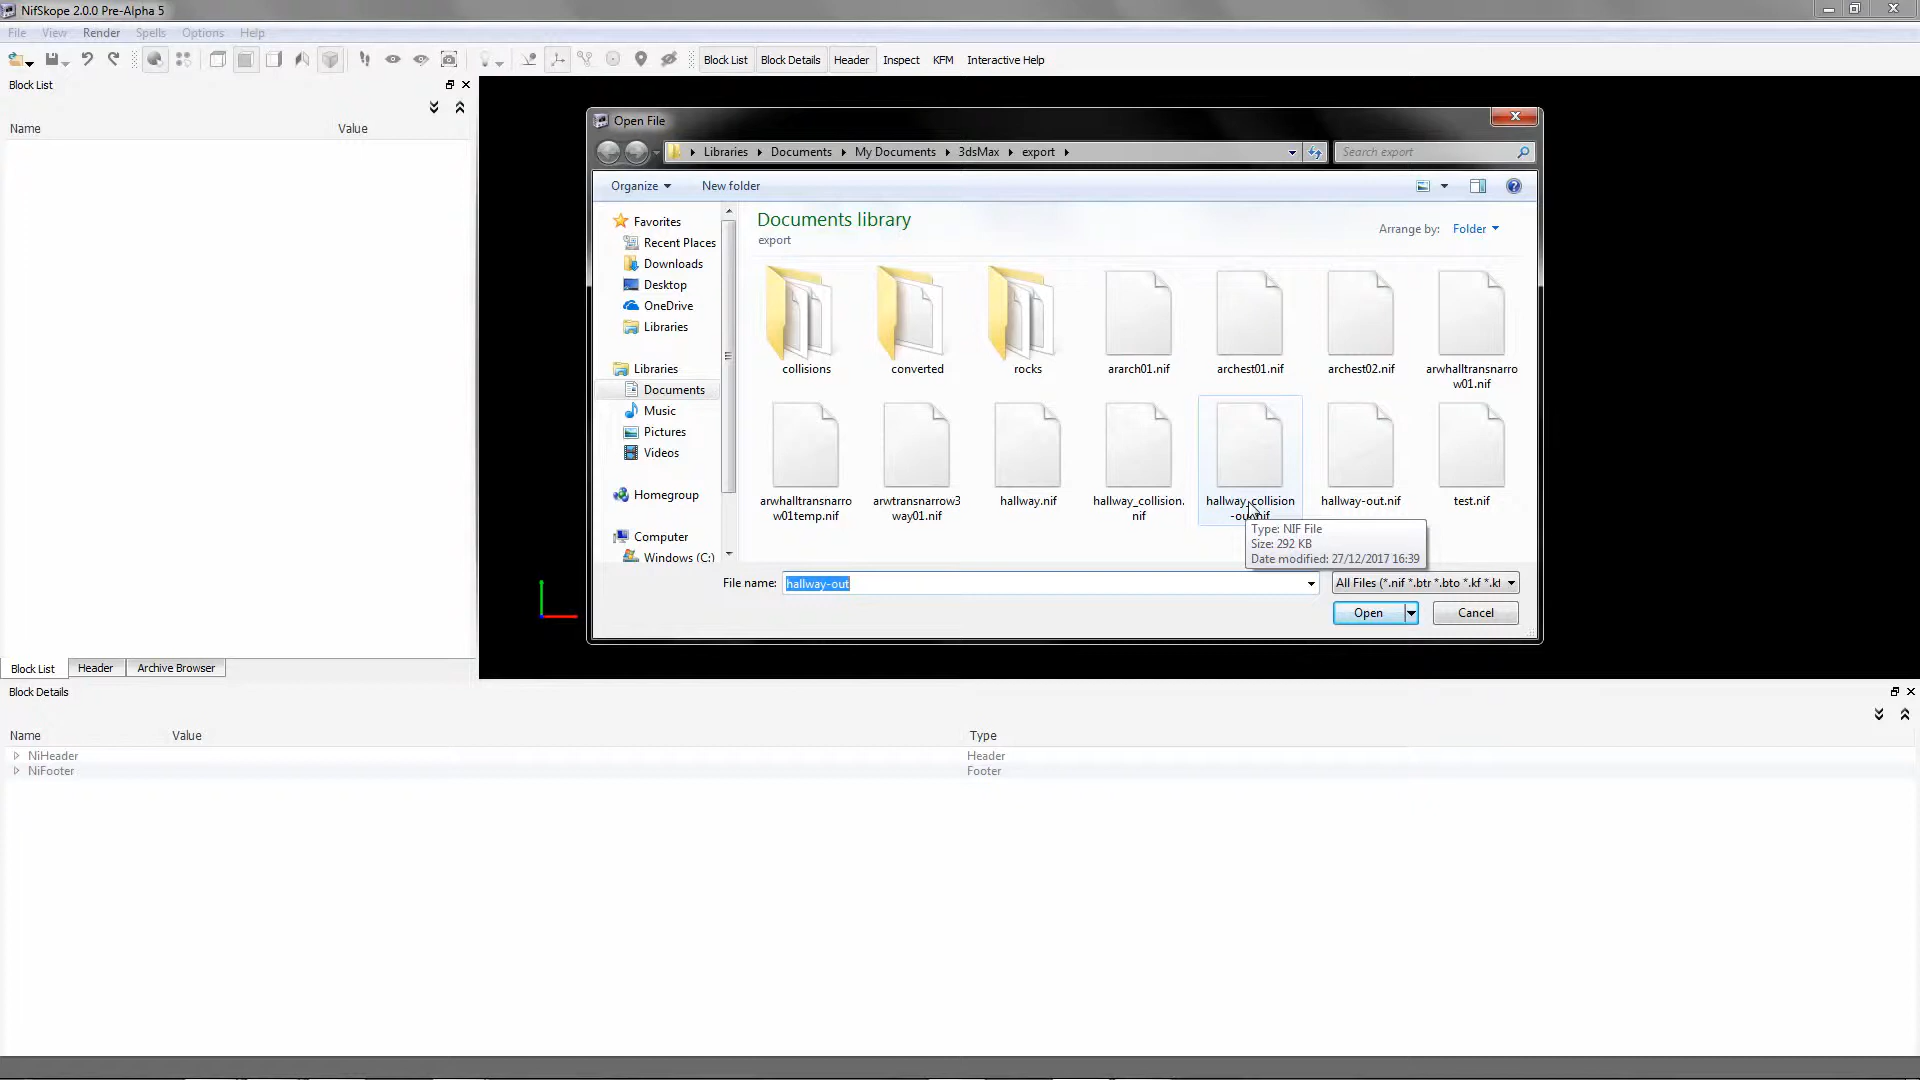 NifSkope 2.0.0 Pre-Alpha 5
File View Render Spells Options Help
Block List Block Details Header Inspect KFM Interactive Help
Block List
Name Value
Open File
Libraries Documents My Documents 3dsMax export
Search export
Organize New folder
Documents library
export
Arrange by: Folder
Favorites
Recent Places
Downloads
Desktop
OneDrive
Libraries
Libraries
Documents
Music
Pictures
Videos
Homegroup
Computer
Windows (C:)
collisions converted rocks ararch01.nif archest01.nif archest02.nif arwhalltransnarro
w01.nif
arwhalltransnarro arwtransnarrow3 hallway.nif hallway_collision. hallway_collision hallway-out.nif test.nif
w01temp.nif way01.nif nif -out.nif
Type: NIF File
Size: 292 KB
Date modified: 27/12/2017 16:39
File name: hallway-out All Files (*.nif *.btr *.bto *.kf *.kf
Open Cancel
Block List Header Archive Browser
Block Details
Name Value Type
NiHeader Header
NiFooter Footer